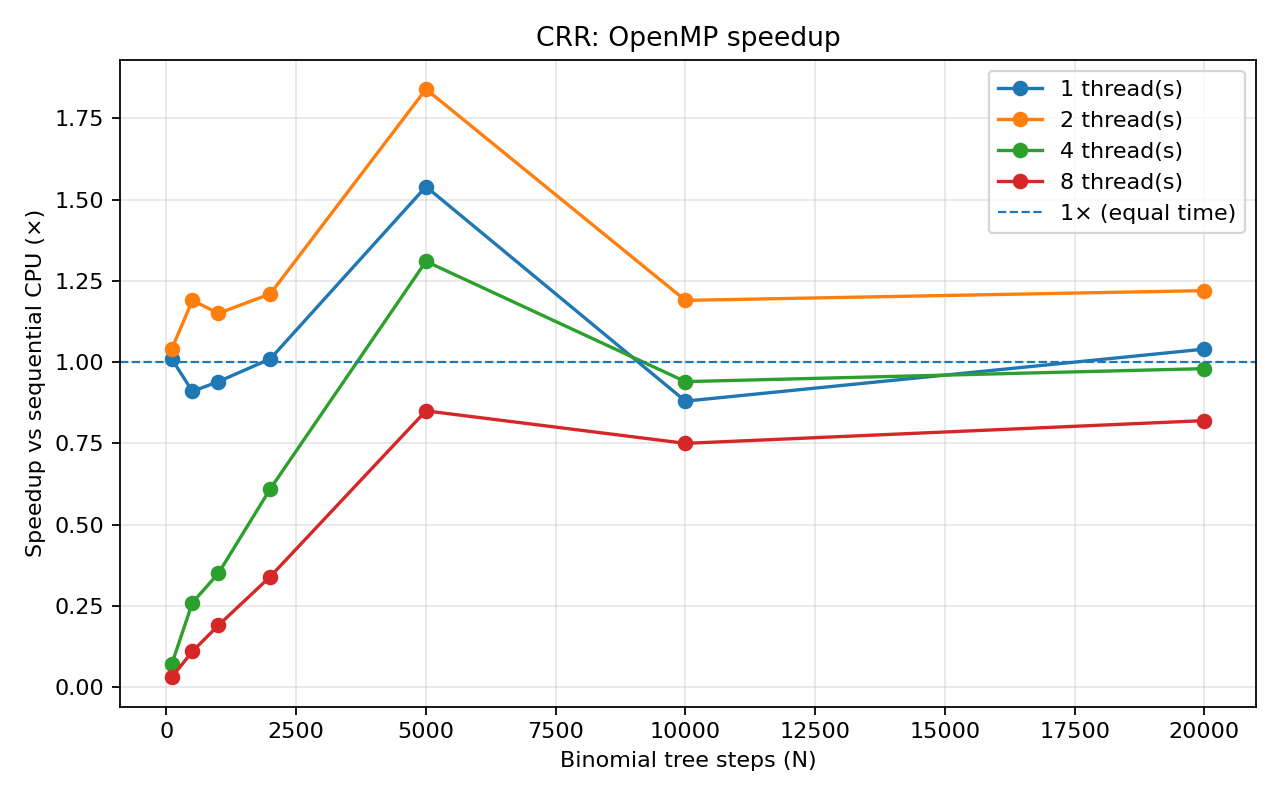 CRR: OpenMP speedup
1 thread(s)
2 thread(s)
4 thread(s)
8 thread(s)
1× (equal time)
Speedup vs sequential CPU (×)
1.75
1.50
1.25
1.00
0.75
0.50
0.25
0.00
0 2500 5000 7500 10000 12500 15000 17500 20000
Binomial tree steps (N)